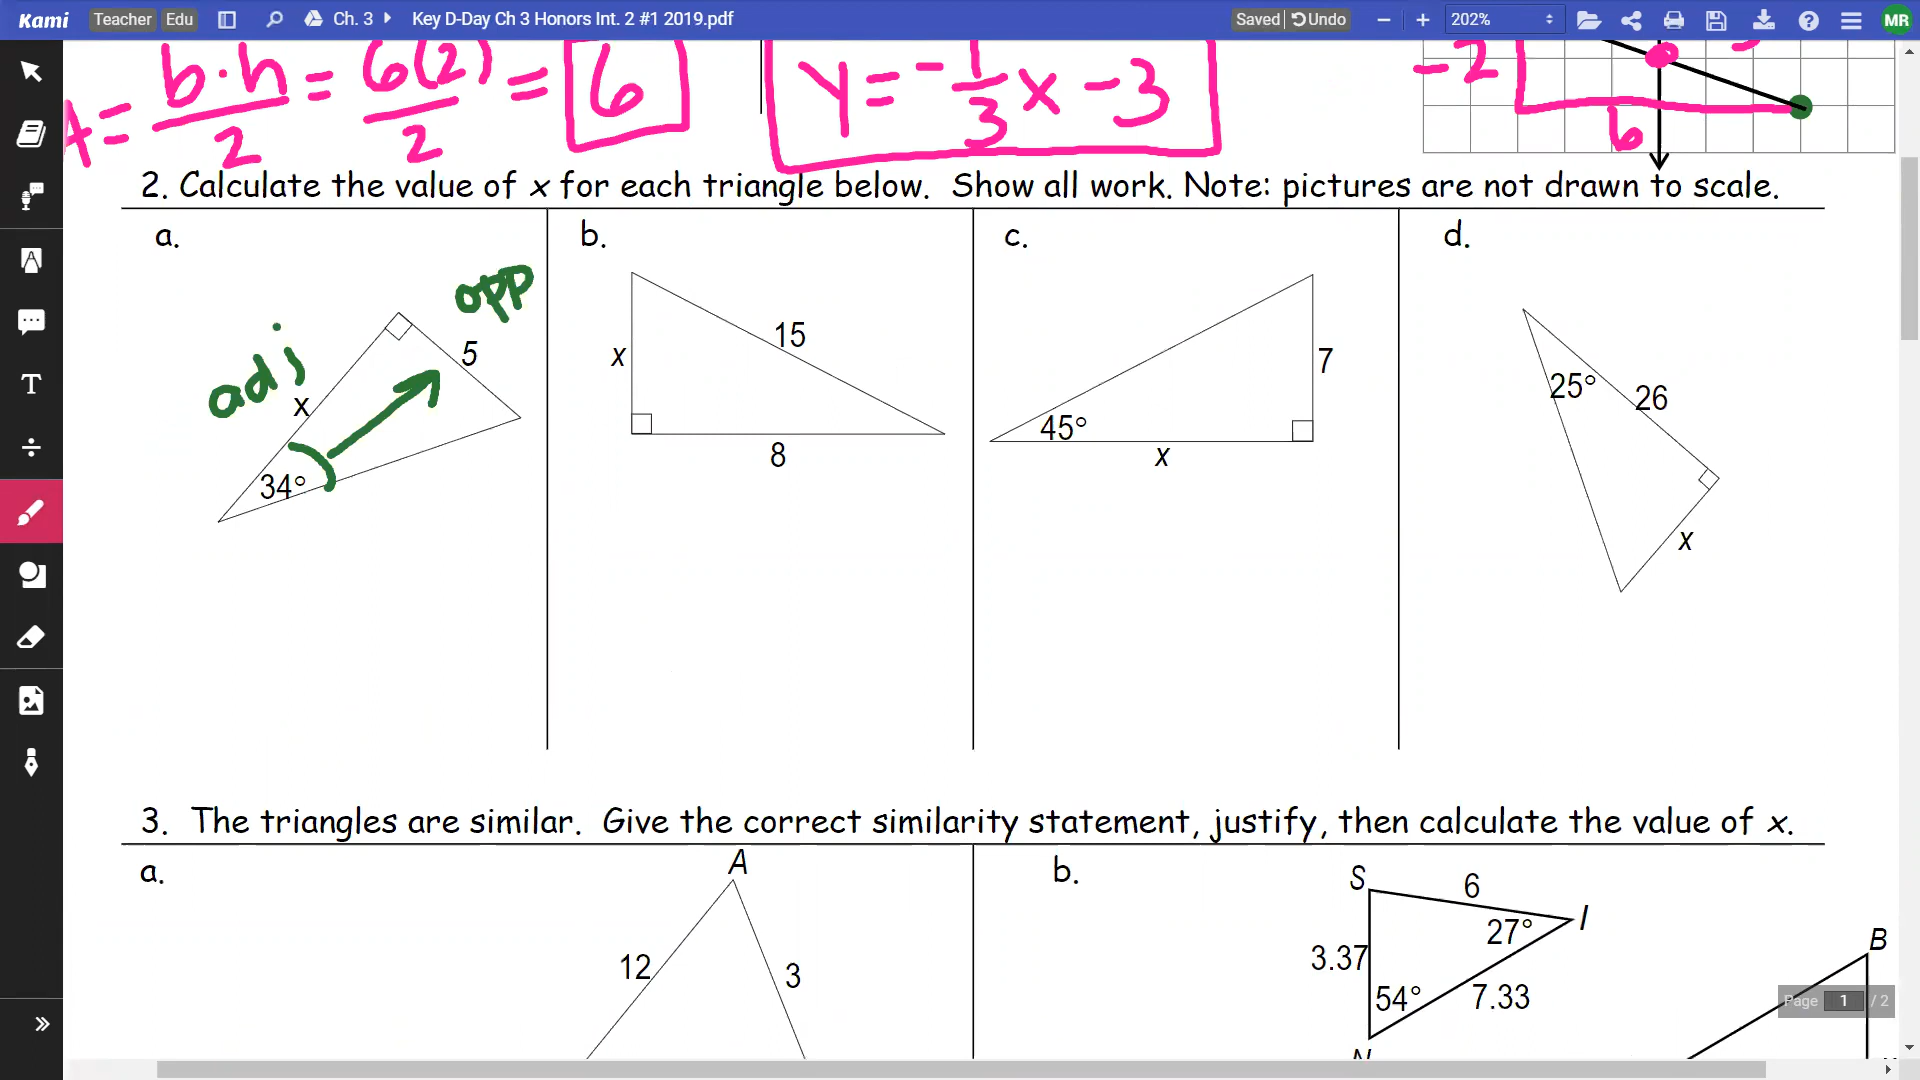 Kami Teacher Edu Ch. 3 Key D-Day Ch 3 Honors Int. 2 #1 2019.pdf Saved Undo 202% MR
A = b·h/2 = 6(2)/2 = 6
y = -1/3 x - 3
-2
6
2. Calculate the value of x for each triangle below. Show all work. Note: pictures are not drawn to scale.
a.
opp
5
adj
x
34°
b.
15
x
8
c.
7
45°
x
d.
25°
26
x
3. The triangles are similar. Give the correct similarity statement, justify, then calculate the value of x.
a.
A
12
3
b.
S
6
27°
I
3.37
54°
7.33
N
B
Page 1 / 2